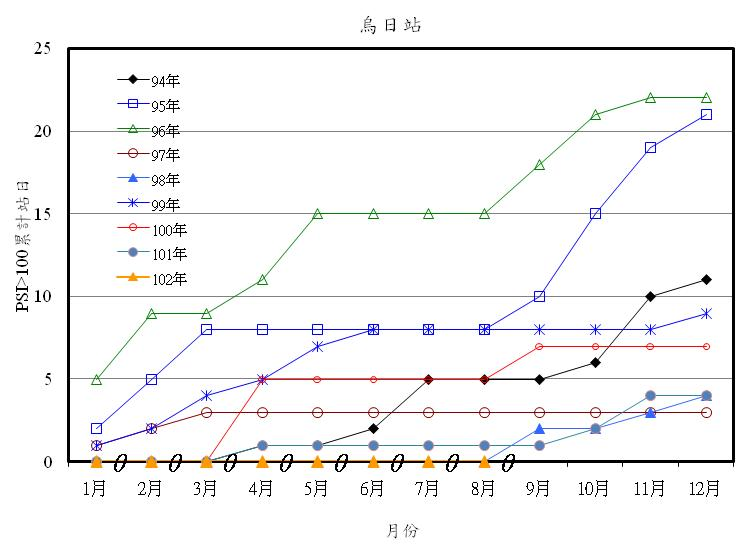 烏日站
25
20
15
10
5
0
PSI>100累計站日
94年
95年
96年
97年
98年
99年
100年
101年
102年
0 0 0 0 0 0 0 0
1月 2月 3月 4月 5月 6月 7月 8月 9月 10月 11月 12月
月份